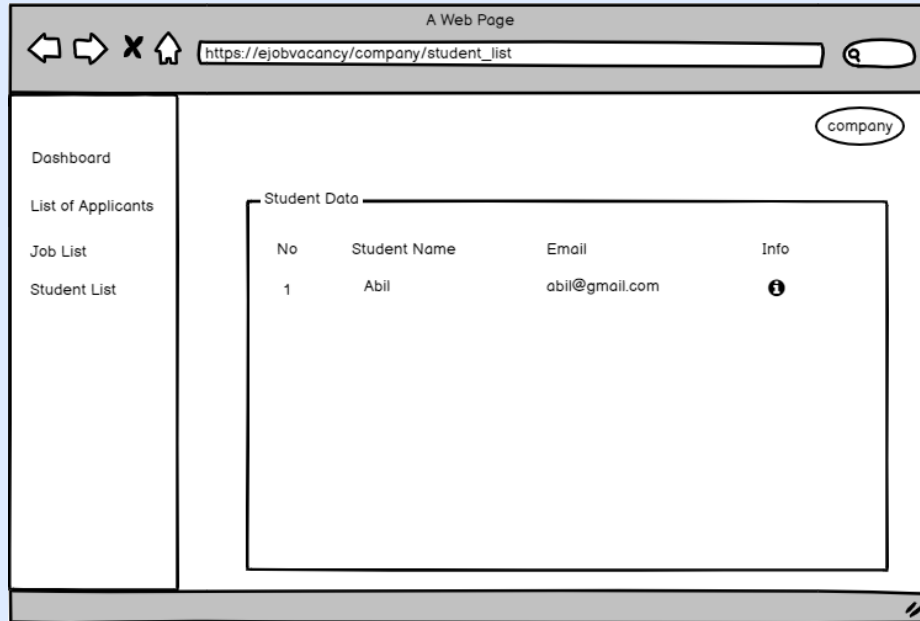 A Web Page
https://ejobvacancy/company/student_list
company
Dashboard
List of Applicants
Job List
Student List
Student Data
No Student Name Email Info
1 Abil abil@gmail.com